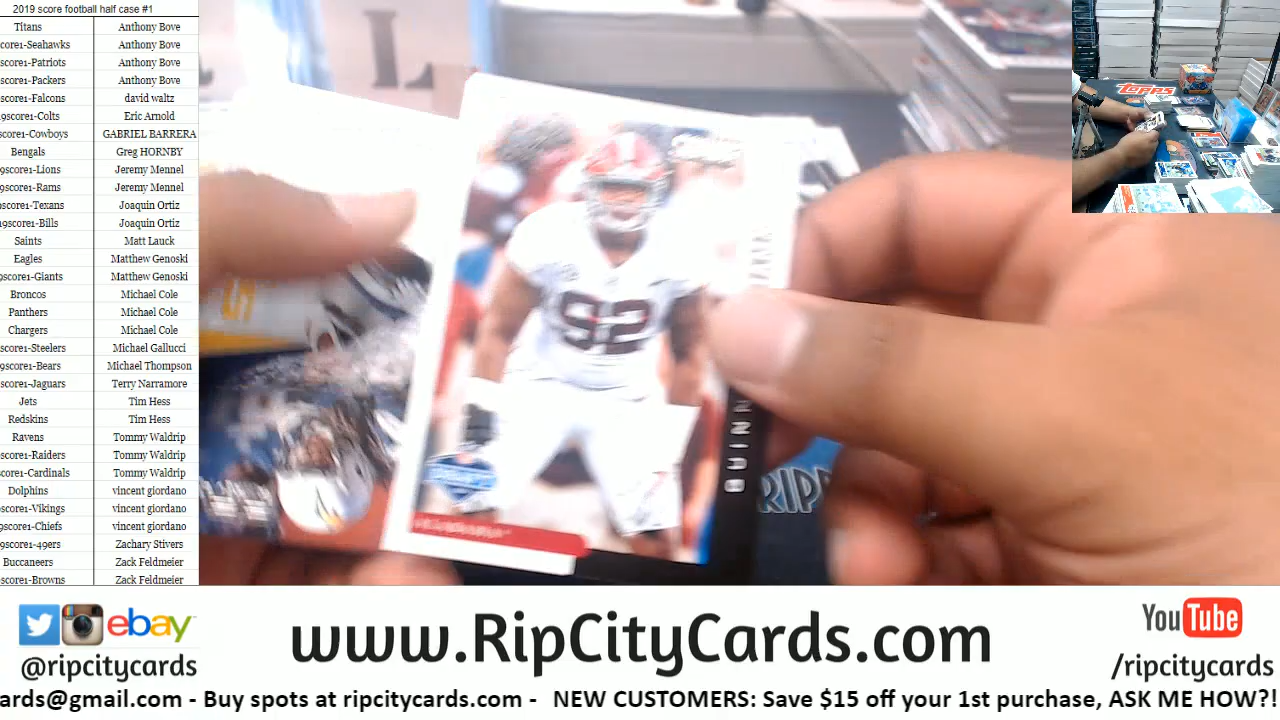 2019 score football half case #1
Titans Anthony Bove
core1-Seahawks Anthony Bove
score1-Patriots Anthony Bove
score1-Packers Anthony Bove
score1-Falcons david waltz
9score1-Colts Eric Arnold
score1-Cowboys GABRIEL BARRERA
Bengals Greg HORNBY
9score1-Lions Jeremy Mennel
9score1-Rams Jeremy Mennel
9score1-Texans Joaquin Ortiz
19score1-Bills Joaquin Ortiz
Saints Matt Lauck
Eagles Matthew Genoski
9score1-Giants Matthew Genoski
Broncos Michael Cole
Panthers Michael Cole
Chargers Michael Cole
score1-Steelers Michael Gallucci
9score1-Bears Michael Thompson
score1-Jaguars Terry Narramore
Jets Tim Hess
Redskins Tim Hess
Ravens Tommy Waldrip
score1-Raiders Tommy Waldrip
core1-Cardinals Tommy Waldrip
Dolphins vincent giordano
score1-Vikings vincent giordano
9score1-Chiefs vincent giordano
9score1-49ers Zachary Stivers
Buccaneers Zack Feldmeier
score1-Browns Zack Feldmeier
topps
92
QUINN
RIPP
ebay
@ripcitycards
www.RipCityCards.com
YouTube
/ripcitycards
ards@gmail.com - Buy spots at ripcitycards.com - NEW CUSTOMERS: Save $15 off your 1st purchase, ASK ME HOW?!